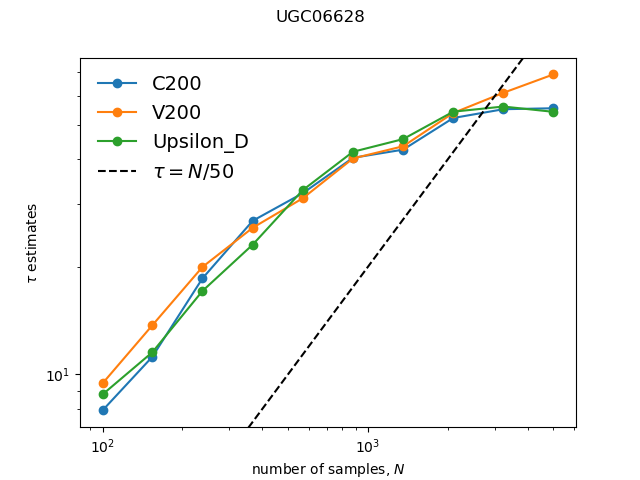 UGC06628
C200
V200
Upsilon_D
τ = N/50
τ estimates
10¹
10² 10³
number of samples, N